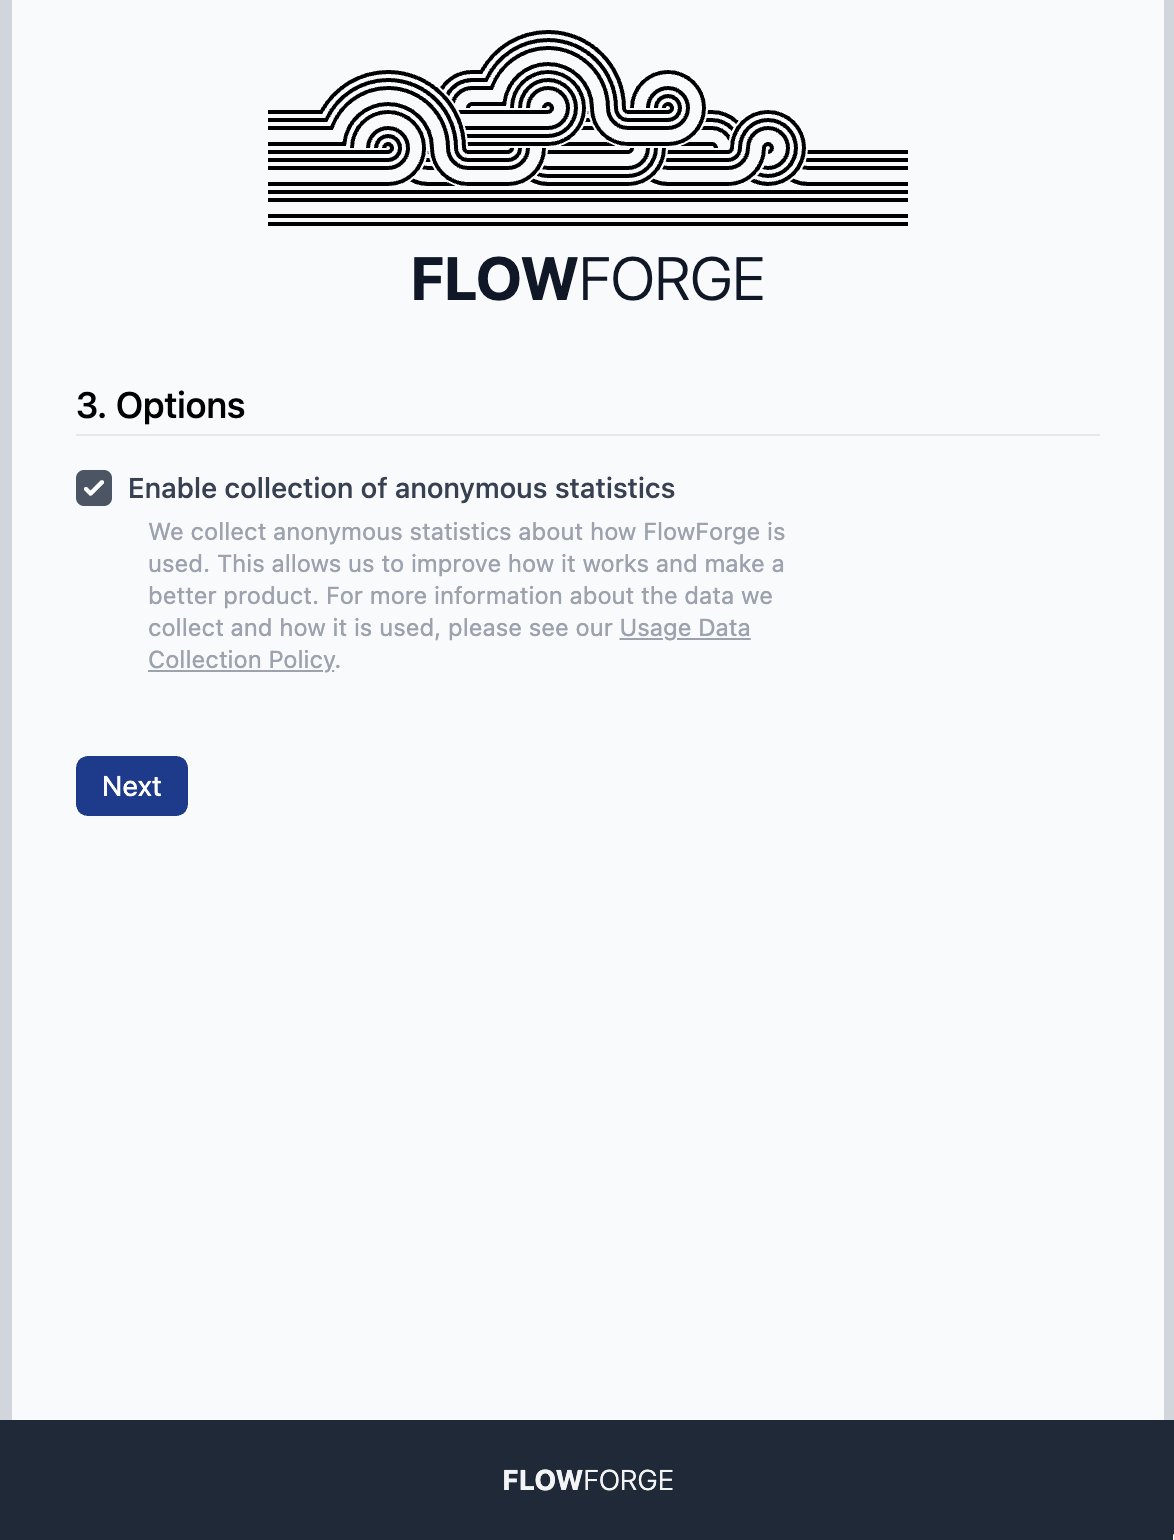 FLOWFORGE
3. Options
Enable collection of anonymous statistics
We collect anonymous statistics about how FlowForge is
used. This allows us to improve how it works and make a
better product. For more information about the data we
collect and how it is used, please see our Usage Data
Collection Policy.
Next
FLOWFORGE